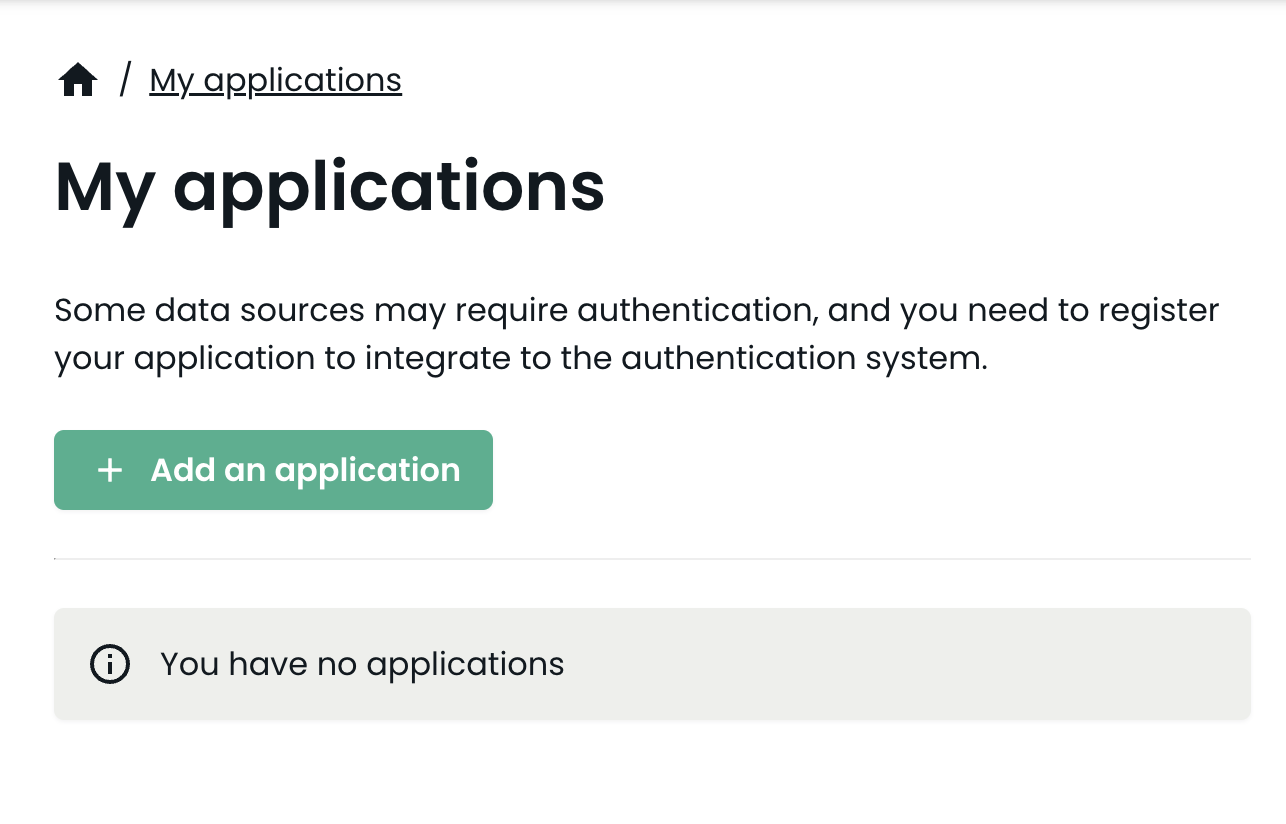 / My applications
My applications
Some data sources may require authentication, and you need to register
your application to integrate to the authentication system.
+ Add an application
You have no applications